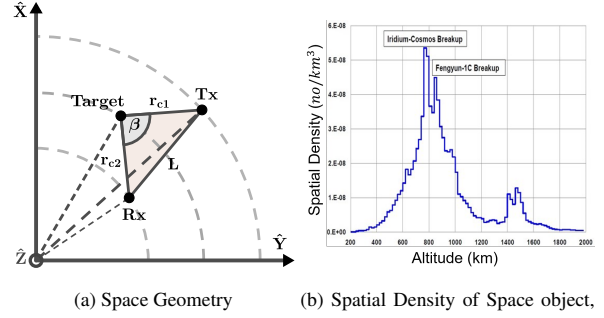 X̂
Target
r_c1
Tx
β
r_c2
L
Rx
Ŷ
Ẑ
(a) Space Geometry
Spatial Density (no/km³)
6.E-08
5.E-08
4.E-08
3.E-08
2.E-08
1.E-08
0.E+00
Iridium-Cosmos Breakup
Fengyun-1C Breakup
200 400 600 800 1000 1200 1400 1600 1800 2000
Altitude (km)
(b) Spatial Density of Space object,